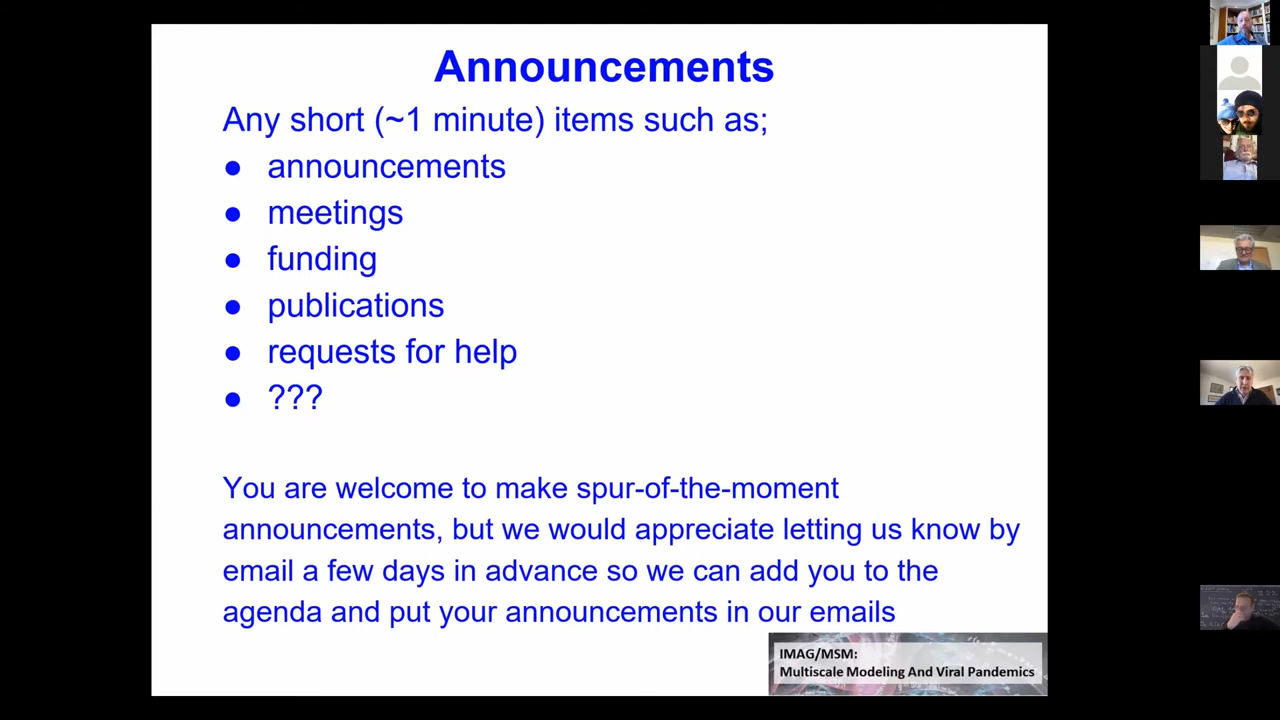 Announcements
Any short (~1 minute) items such as;
● announcements
● meetings
● funding
● publications
● requests for help
● ???
You are welcome to make spur-of-the-moment
announcements, but we would appreciate letting us know by
email a few days in advance so we can add you to the
agenda and put your announcements in our emails
IMAG/MSM:
Multiscale Modeling And Viral Pandemics